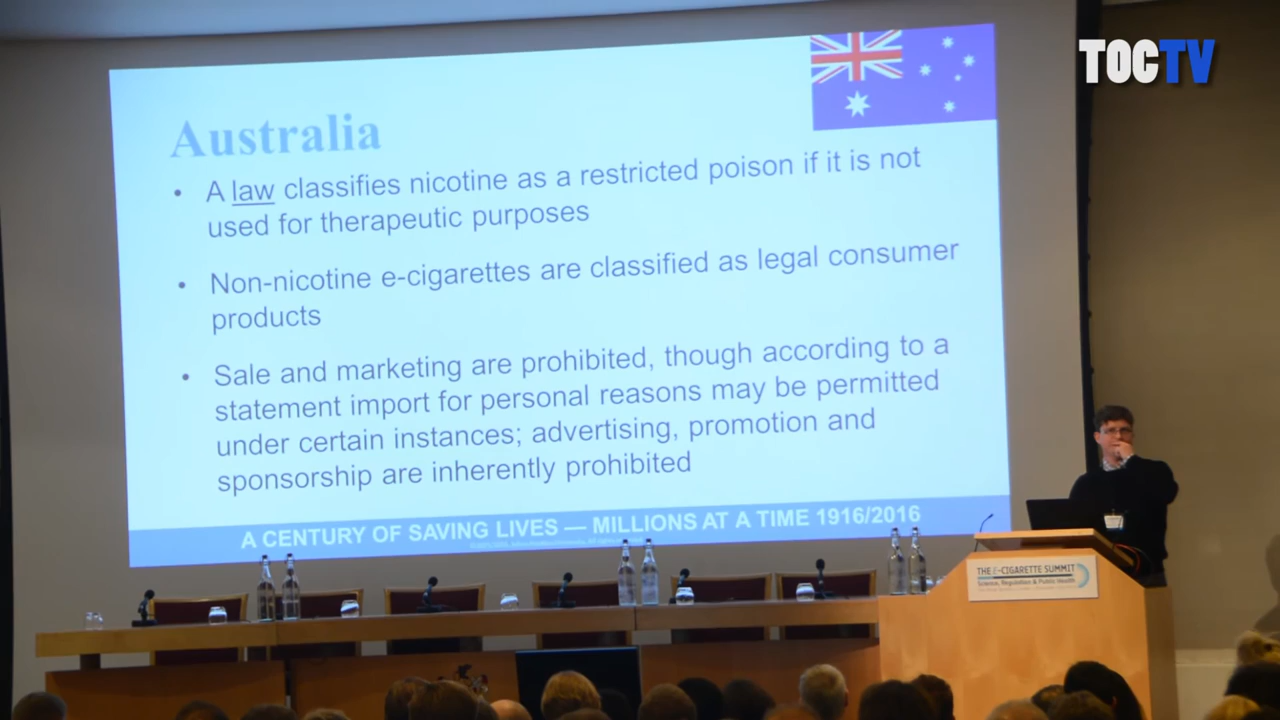 TOCTV
Australia
• A law classifies nicotine as a restricted poison if it is not
used for therapeutic purposes
• Non-nicotine e-cigarettes are classified as legal consumer
products
• Sale and marketing are prohibited, though according to a
statement import for personal reasons may be permitted
under certain instances; advertising, promotion and
sponsorship are inherently prohibited
A CENTURY OF SAVING LIVES — MILLIONS AT A TIME 1916/2016
THE E-CIGARETTE SUMMIT
Science, Regulation & Public Health